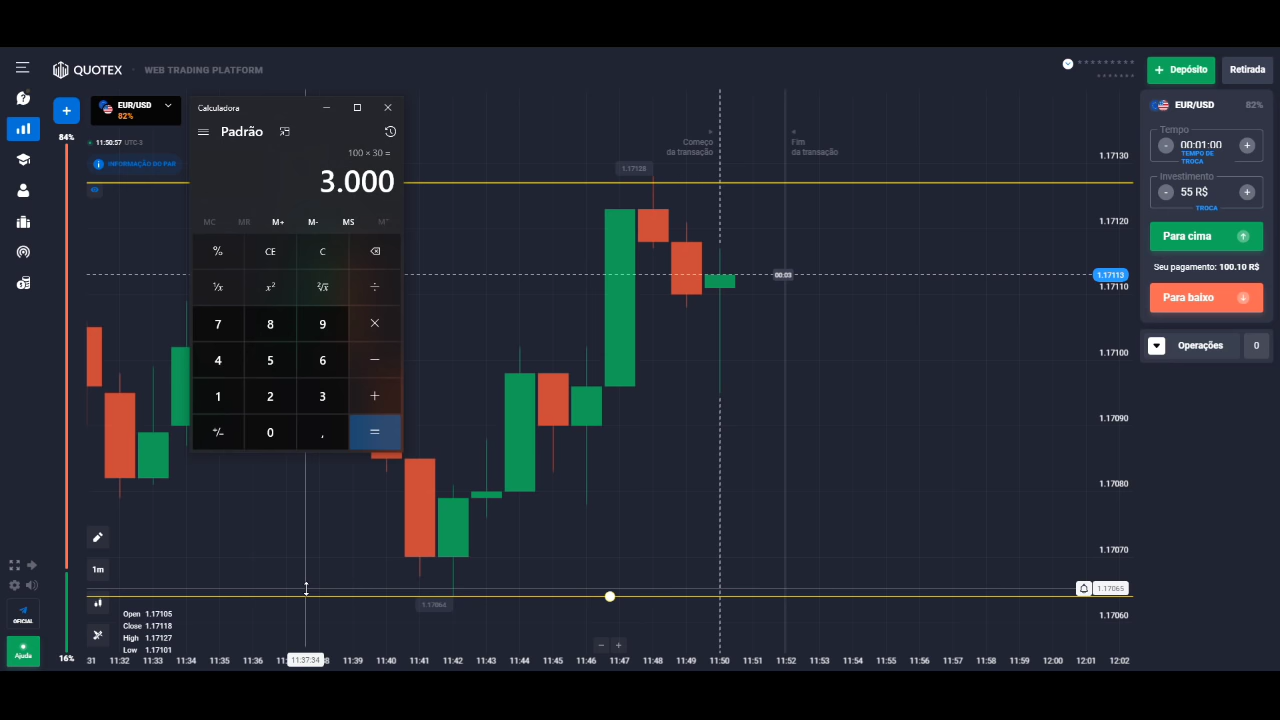 QUOTEX
WEB TRADING PLATFORM
Depósito
Retirada
EUR/USD
82%
84%
11:50:57 UTC-3
INFORMAÇÃO DO PAR
Calculadora
Padrão
100 × 30 =
3.000
MC MR M+ M- MS
% CE C
¹/x x² ²√x ÷
7 8 9 ×
4 5 6 −
1 2 3 +
+/− 0 , =
Começo
da transação
Fim
da transação
1.17128
00:03
1.17064
1.17130
1.17120
1.17113
1.17110
1.17100
1.17090
1.17080
1.17070
1.17065
1.17060
EUR/USD 82%
Tempo
- 00:01:00 +
TEMPO DE
TROCA
Investimento
- 55 R$ +
TROCA
Para cima
Seu pagamento: 100.10 R$
Para baixo
Operações 0
1m
OFICIAL
Ajuda
16%
Open 1.17105
Close 1.17118
High 1.17127
Low 1.17101
31 11:32 11:33 11:34 11:35 11:36 11:37:34 11:39 11:40 11:41 11:42 11:43 11:44 11:45 11:46 11:47 11:48 11:49 11:50 11:51 11:52 11:53 11:54 11:55 11:56 11:57 11:58 11:59 12:00 12:01 12:02